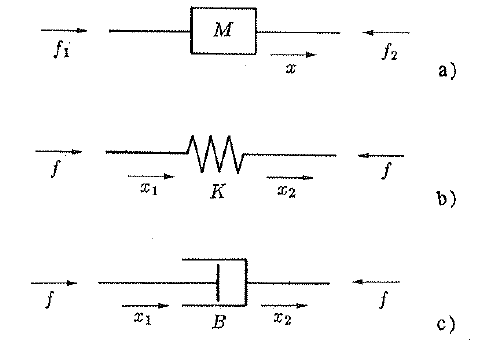 M
f₁ x f₂
a)
f x₁ K x₂ f
b)
f x₁ B x₂ f
c)